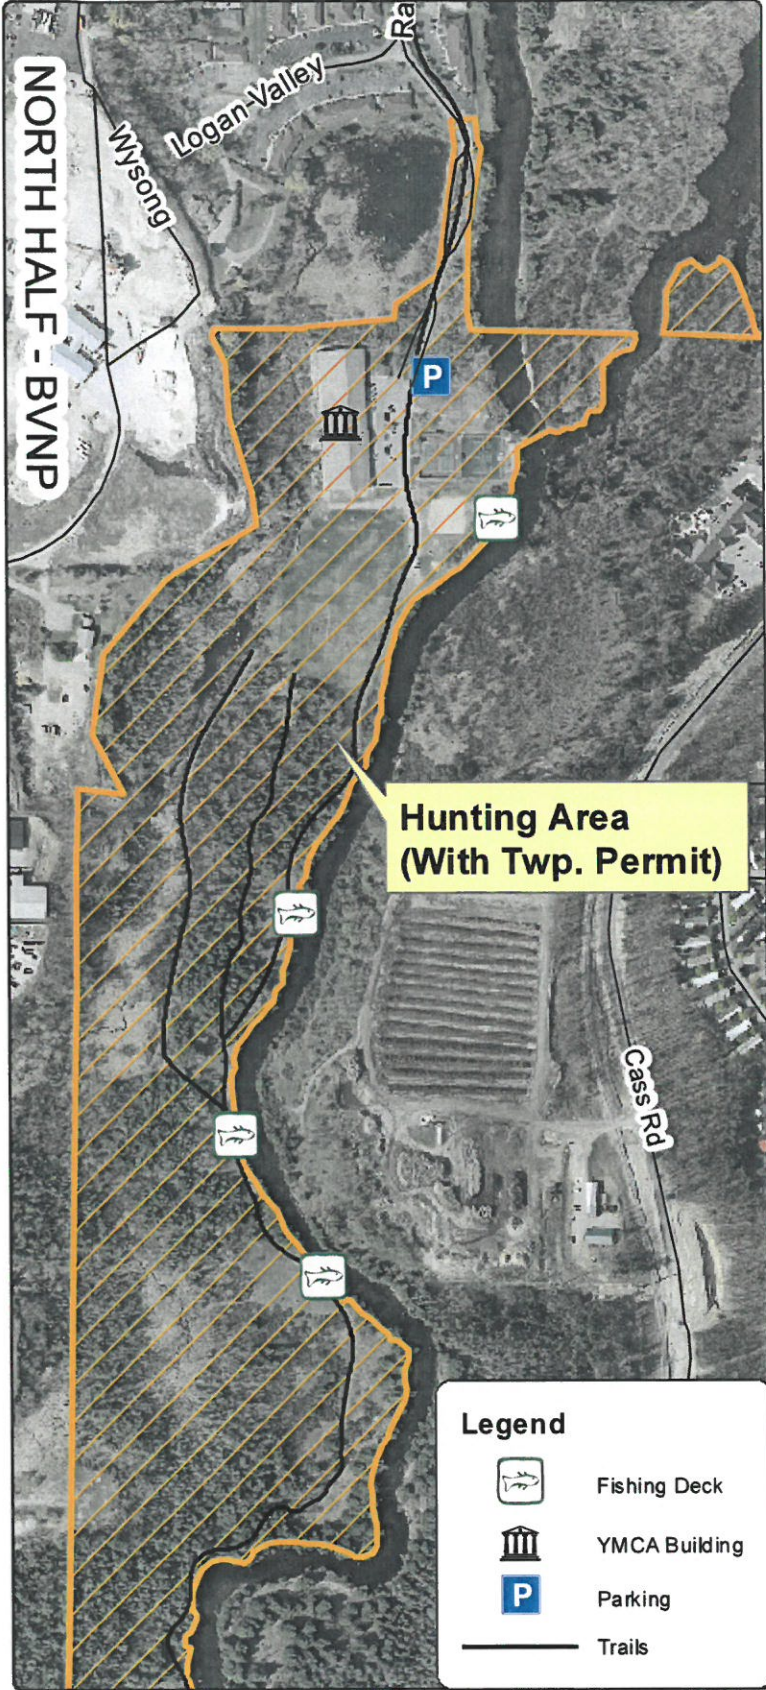 Ra
Logan-Valley
Wysong
NORTH HALF - BVNP
P
Hunting Area
(With Twp. Permit)
Cass Rd
Legend
Fishing Deck
YMCA Building
P
Parking
Trails